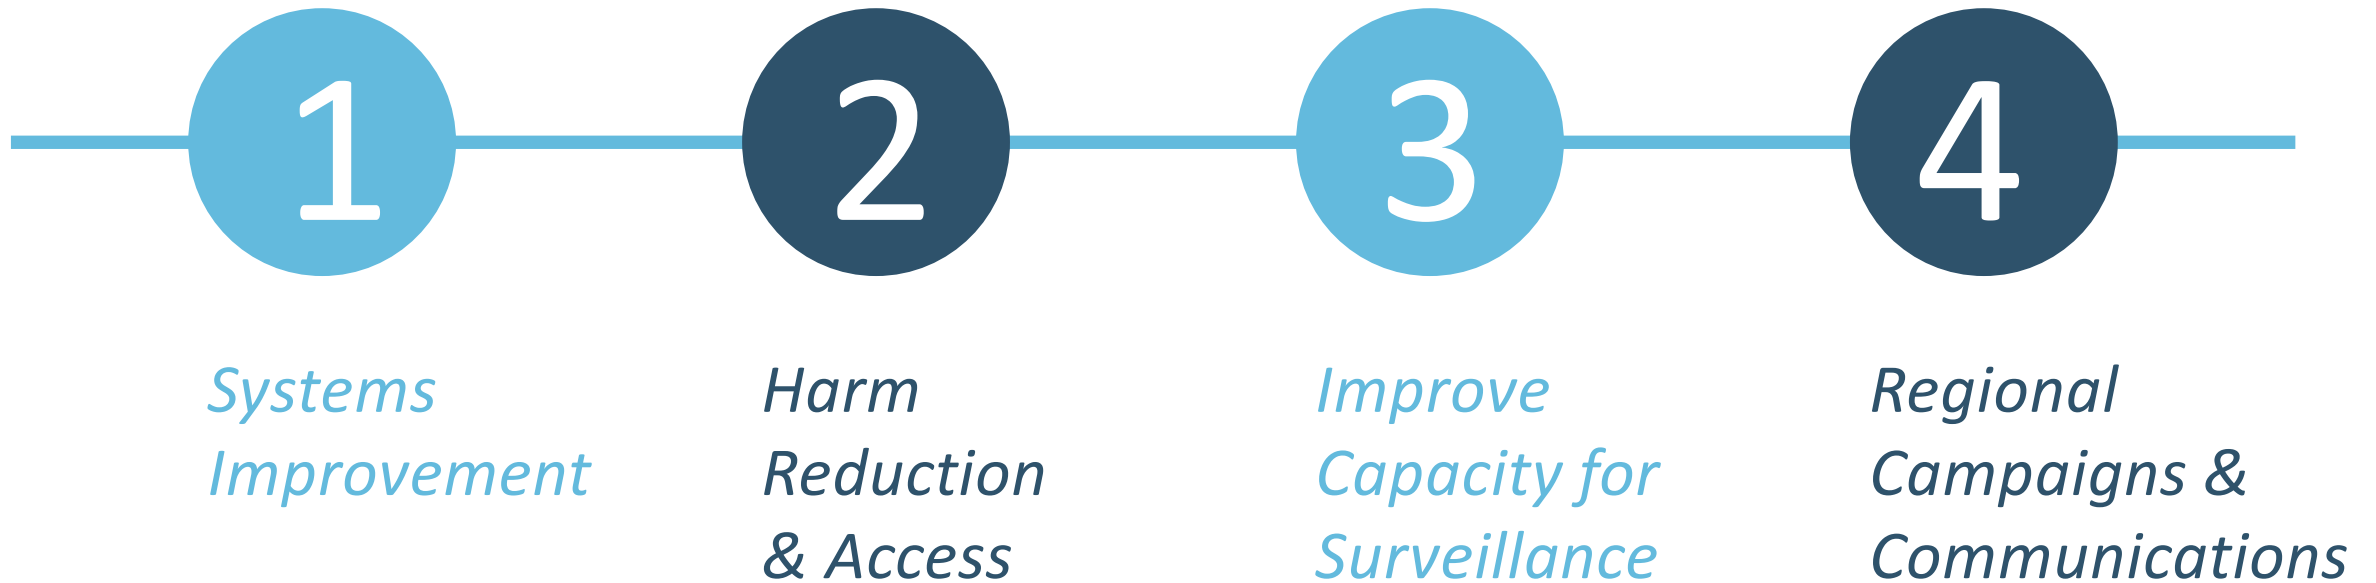 1
Systems
Improvement
2
Harm
Reduction
& Access
3
Improve
Capacity for
Surveillance
4
Regional
Campaigns &
Communications